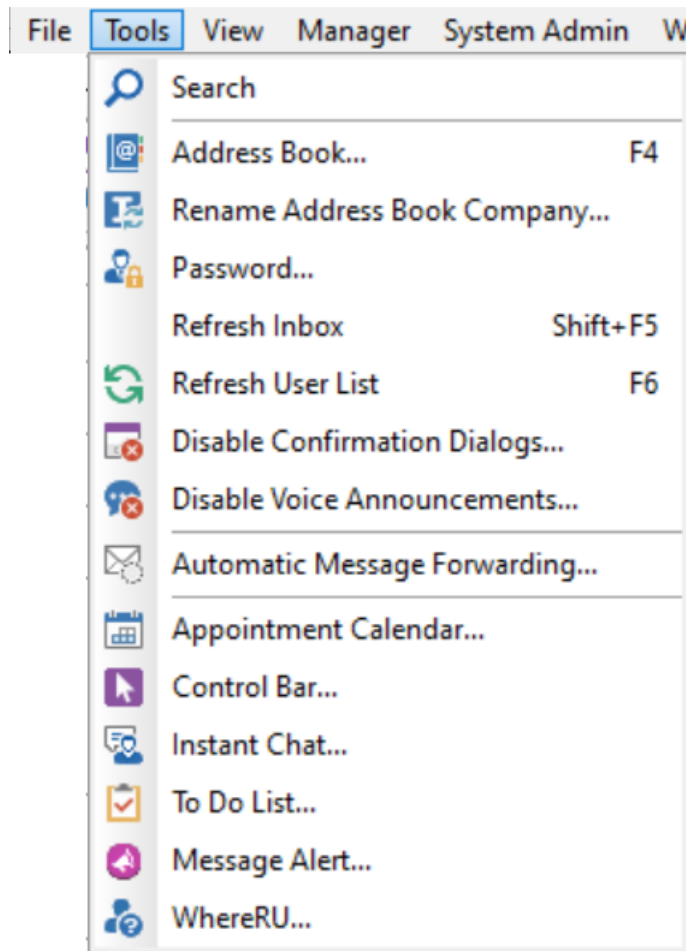 File Tools View Manager System Admin W
Search
Address Book... F4
Rename Address Book Company...
Password...
Refresh Inbox Shift+F5
Refresh User List F6
Disable Confirmation Dialogs...
Disable Voice Announcements...
Automatic Message Forwarding...
Appointment Calendar...
Control Bar...
Instant Chat...
To Do List...
Message Alert...
WhereRU...